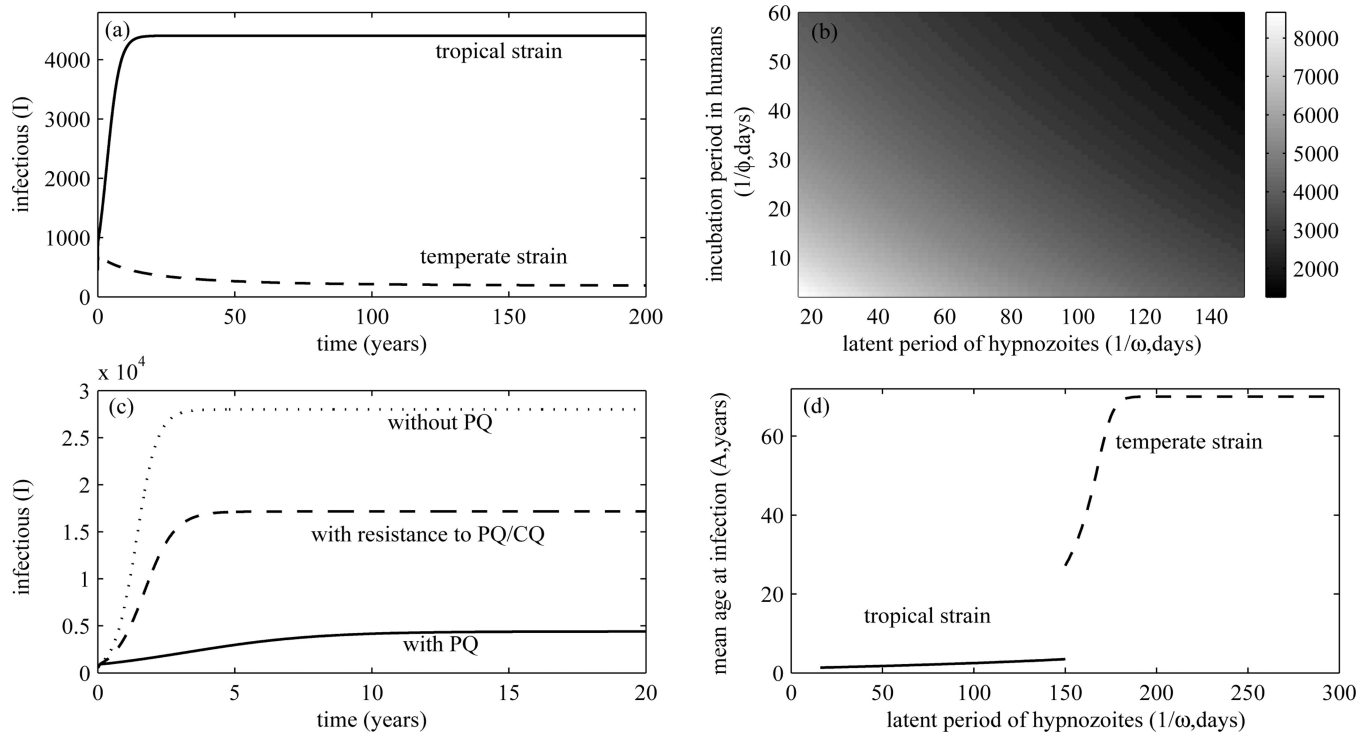 (a)
tropical strain
temperate strain
infectious (I)
4000
3000
2000
1000
0
0 50 100 150 200
time (years)
(b)
incubation period in humans
(1/ϕ,days)
60
50
40
30
20
10
20 40 60 80 100 120 140
latent period of hypnozoites (1/ω,days)
8000
7000
6000
5000
4000
3000
2000
x 10⁴
(c)
without PQ
with resistance to PQ/CQ
with PQ
infectious (I)
3
2.5
2
1.5
1
0.5
0
0 5 10 15 20
time (years)
(d)
temperate strain
tropical strain
mean age at infection (A,years)
60
40
20
0
0 50 100 150 200 250 300
latent period of hypnozoites (1/ω,days)